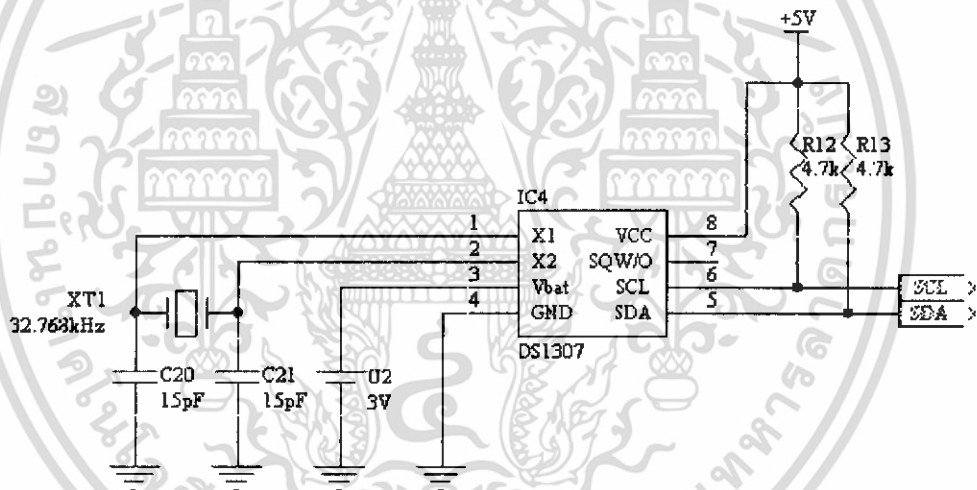 +5V
R12 R13
4.7k 4.7k
IC4
1 X1 VCC 8
2 X2 SQW/O 7
3 Vbat SCL 6
4 GND SDA 5
DS1307
SCL
SDA
XT1
32.768kHz
C20
15pF
C21
15pF
U2
3V